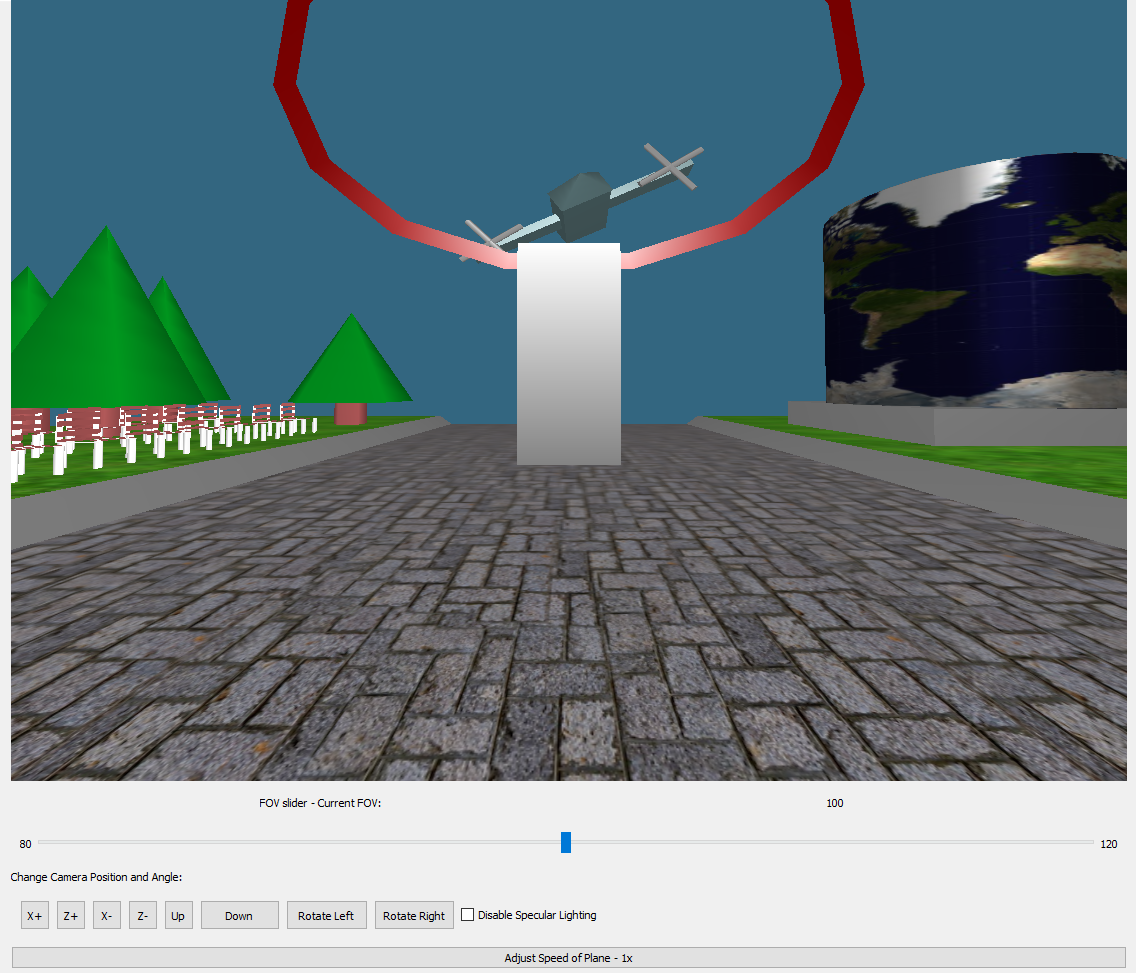 FOV slider - Current FOV: 100
80 120
Change Camera Position and Angle:
X+ Z+ X- Z- Up Down Rotate Left Rotate Right Disable Specular Lighting
Adjust Speed of Plane - 1x